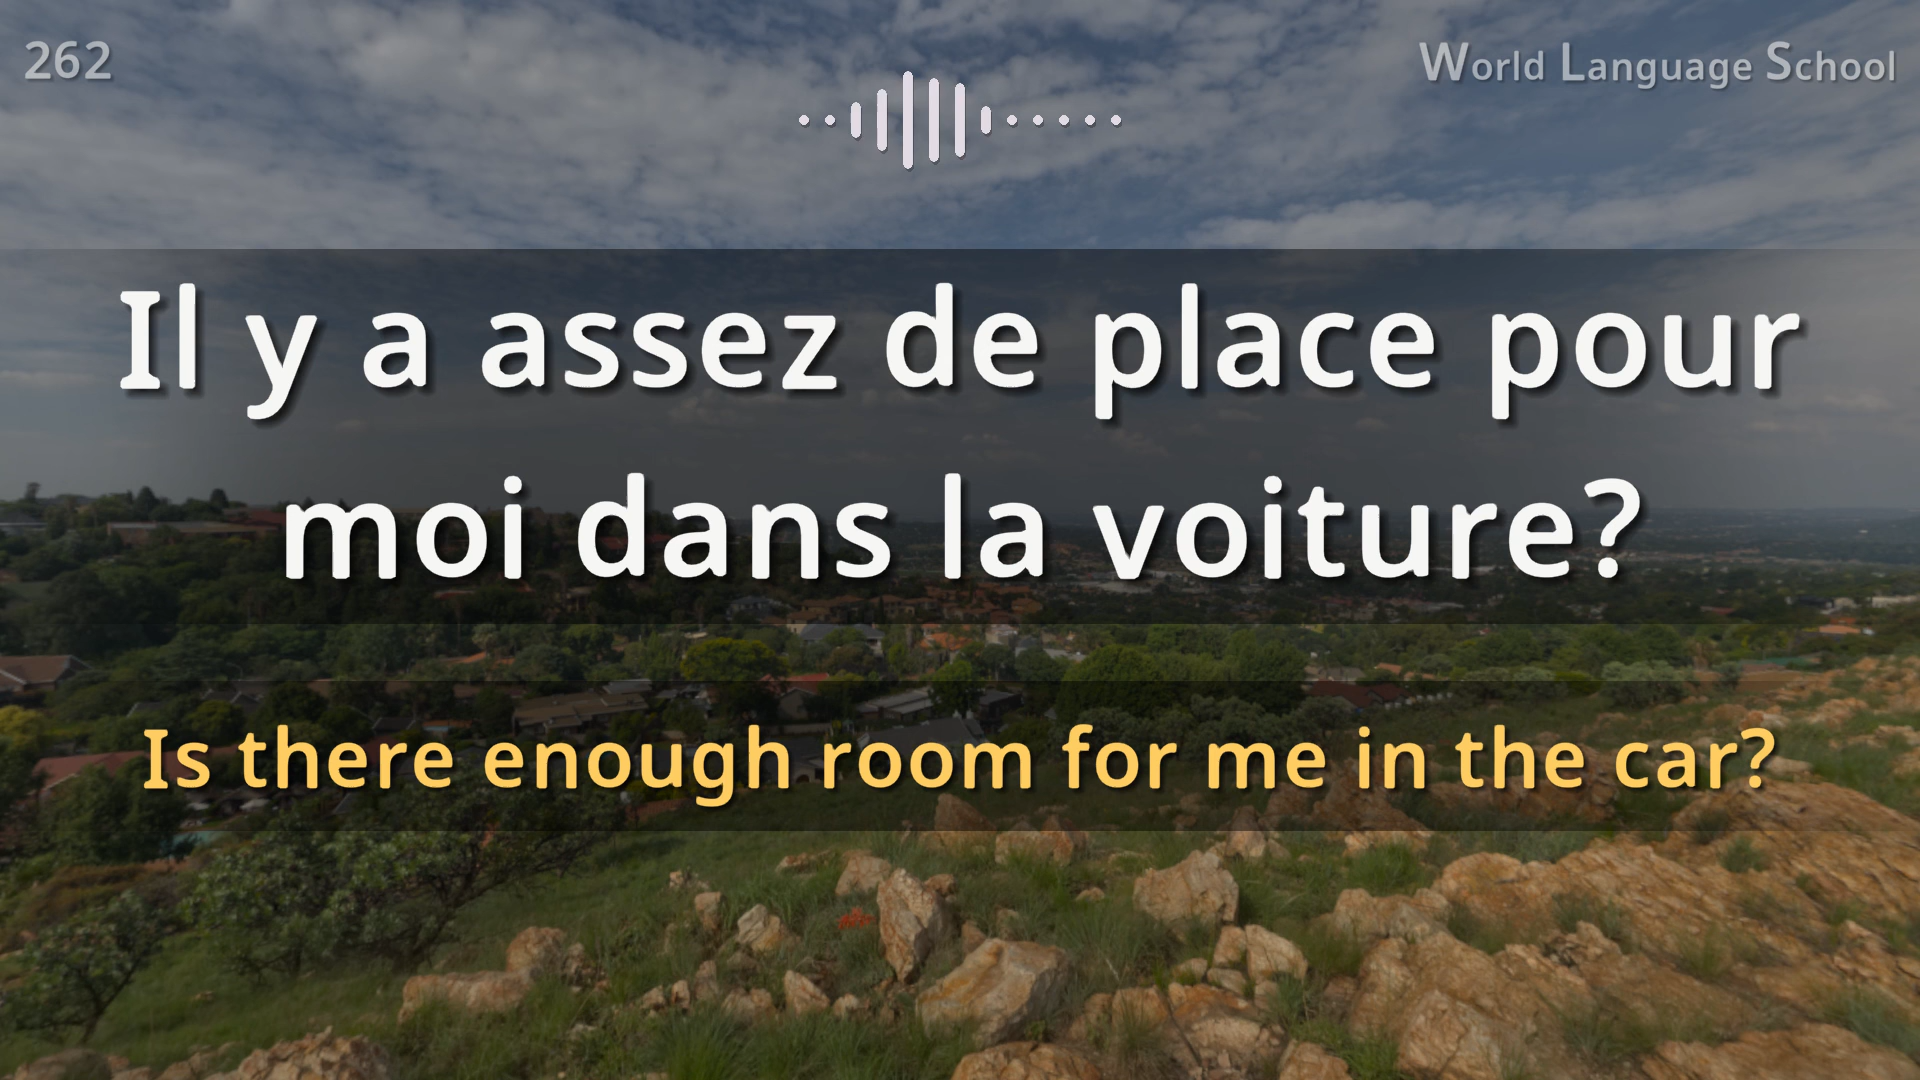 262
World Language School
Il y a assez de place pour
moi dans la voiture?
Is there enough room for me in the car?